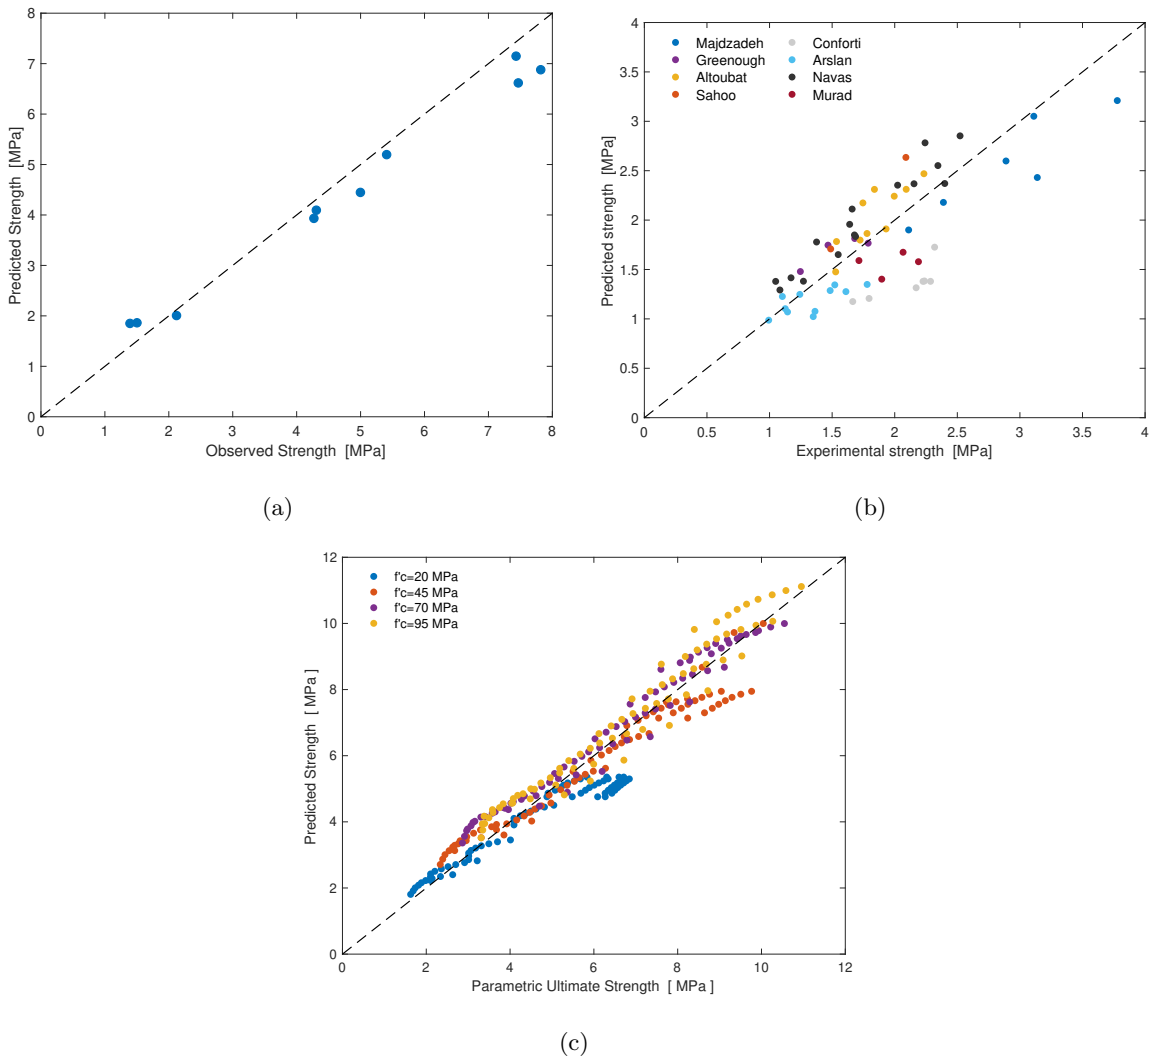 8
7
6
5
4
3
2
1
0
0 1 2 3 4 5 6 7 8
Predicted Strength [MPa]
Observed Strength [MPa]
(a)
4
3.5
3
2.5
2
1.5
1
0.5
0
0 0.5 1 1.5 2 2.5 3 3.5 4
Predicted strength [MPa]
Experimental strength [MPa]
Majdzadeh
Greenough
Altoubat
Sahoo
Conforti
Arslan
Navas
Murad
(b)
12
10
8
6
4
2
0
0 2 4 6 8 10 12
Predicted Strength [ MPa ]
Parametric Ultimate Strength [ MPa ]
f'c=20 MPa
f'c=45 MPa
f'c=70 MPa
f'c=95 MPa
(c)